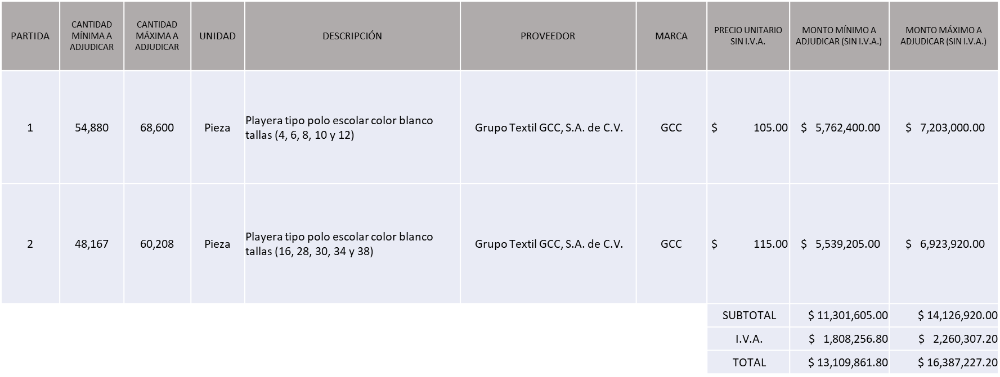 PARTIDA
CANTIDAD
MÍNIMA A
ADJUDICAR
CANTIDAD
MÁXIMA A
ADJUDICAR
UNIDAD
DESCRIPCIÓN
PROVEEDOR
MARCA
PRECIO UNITARIO
SIN I.V.A.
MONTO MÍNIMO A
ADJUDICAR (SIN I.V.A.)
MONTO MÁXIMO A
ADJUDICAR (SIN I.V.A.)
1
54,880
68,600
Pieza
Playera tipo polo escolar color blanco
tallas (4, 6, 8, 10 y 12)
Grupo Textil GCC, S.A. de C.V.
GCC
$ 105.00
$ 5,762,400.00
$ 7,203,000.00
2
48,167
60,208
Pieza
Playera tipo polo escolar color blanco
tallas (16, 28, 30, 34 y 38)
Grupo Textil GCC, S.A. de C.V.
GCC
$ 115.00
$ 5,539,205.00
$ 6,923,920.00
SUBTOTAL
$ 11,301,605.00
$ 14,126,920.00
I.V.A.
$ 1,808,256.80
$ 2,260,307.20
TOTAL
$ 13,109,861.80
$ 16,387,227.20